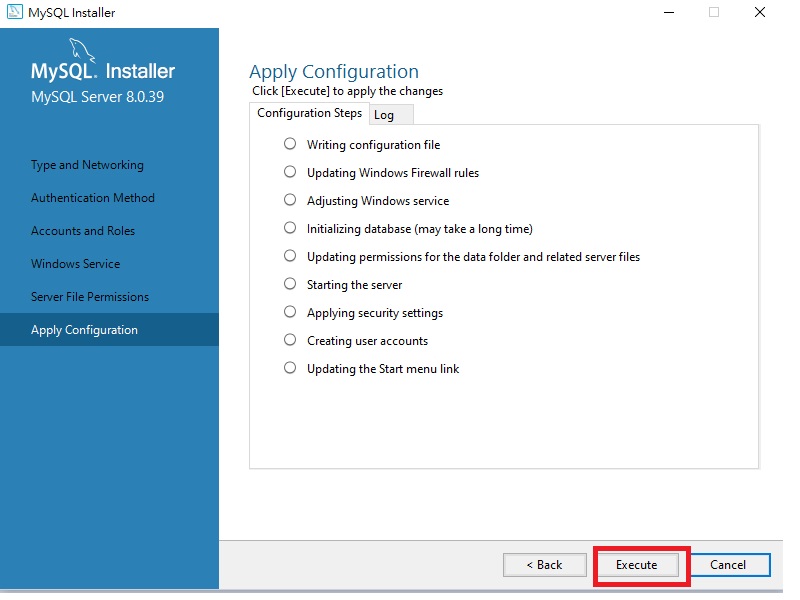 MySQL Installer
MySQL. Installer
MySQL Server 8.0.39
Type and Networking
Authentication Method
Accounts and Roles
Windows Service
Server File Permissions
Apply Configuration
Apply Configuration
Click [Execute] to apply the changes
Configuration Steps
Log
Writing configuration file
Updating Windows Firewall rules
Adjusting Windows service
Initializing database (may take a long time)
Updating permissions for the data folder and related server files
Starting the server
Applying security settings
Creating user accounts
Updating the Start menu link
< Back
Execute
Cancel